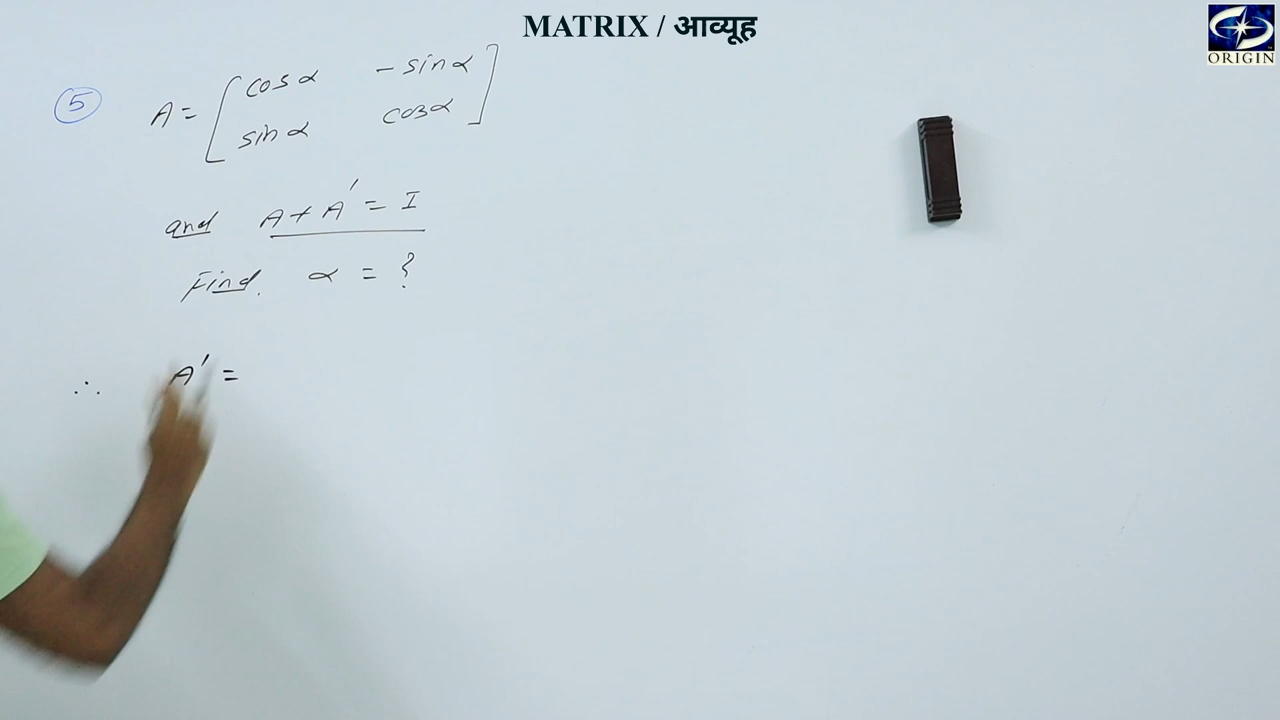 MATRIX / आव्यूह
ORIGIN
5 A = [ cos α - sin α
sin α cos α ]
and A + A' = I
Find. α = ?
∴ A' =